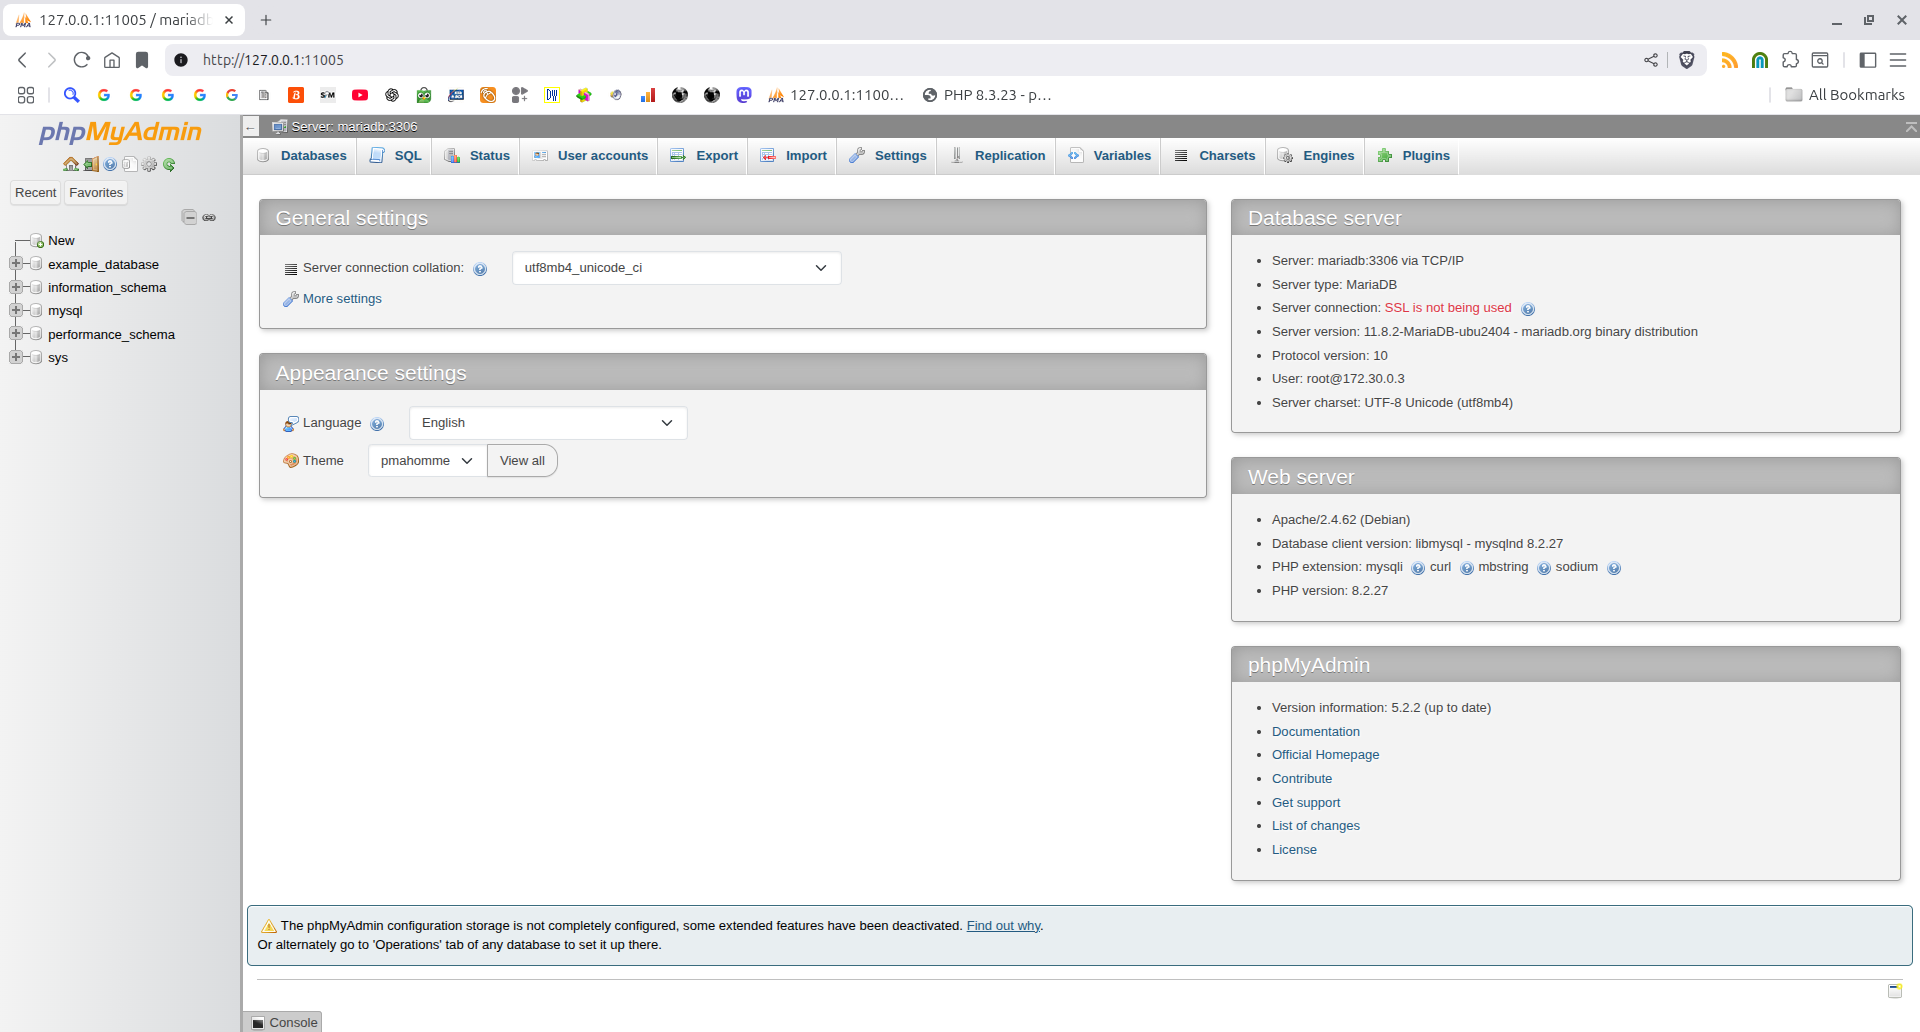 127.0.0.1:11005 / mariadb
http://127.0.0.1:11005
127.0.0.1:1100...
PHP 8.3.23 - p...
All Bookmarks
phpMyAdmin
Recent
Favorites
New
example_database
information_schema
mysql
performance_schema
sys
Server: mariadb:3306
Databases
SQL
Status
User accounts
Export
Import
Settings
Replication
Variables
Charsets
Engines
Plugins
General settings
Server connection collation:
utf8mb4_unicode_ci
More settings
Appearance settings
Language
English
Theme
pmahomme
View all
Database server
Server: mariadb:3306 via TCP/IP
Server type: MariaDB
Server connection: SSL is not being used
Server version: 11.8.2-MariaDB-ubu2404 - mariadb.org binary distribution
Protocol version: 10
User: root@172.30.0.3
Server charset: UTF-8 Unicode (utf8mb4)
Web server
Apache/2.4.62 (Debian)
Database client version: libmysql - mysqlnd 8.2.27
PHP extension: mysqli curl mbstring sodium
PHP version: 8.2.27
phpMyAdmin
Version information: 5.2.2 (up to date)
Documentation
Official Homepage
Contribute
Get support
List of changes
License
The phpMyAdmin configuration storage is not completely configured, some extended features have been deactivated. Find out why.
Or alternately go to 'Operations' tab of any database to set it up there.
Console